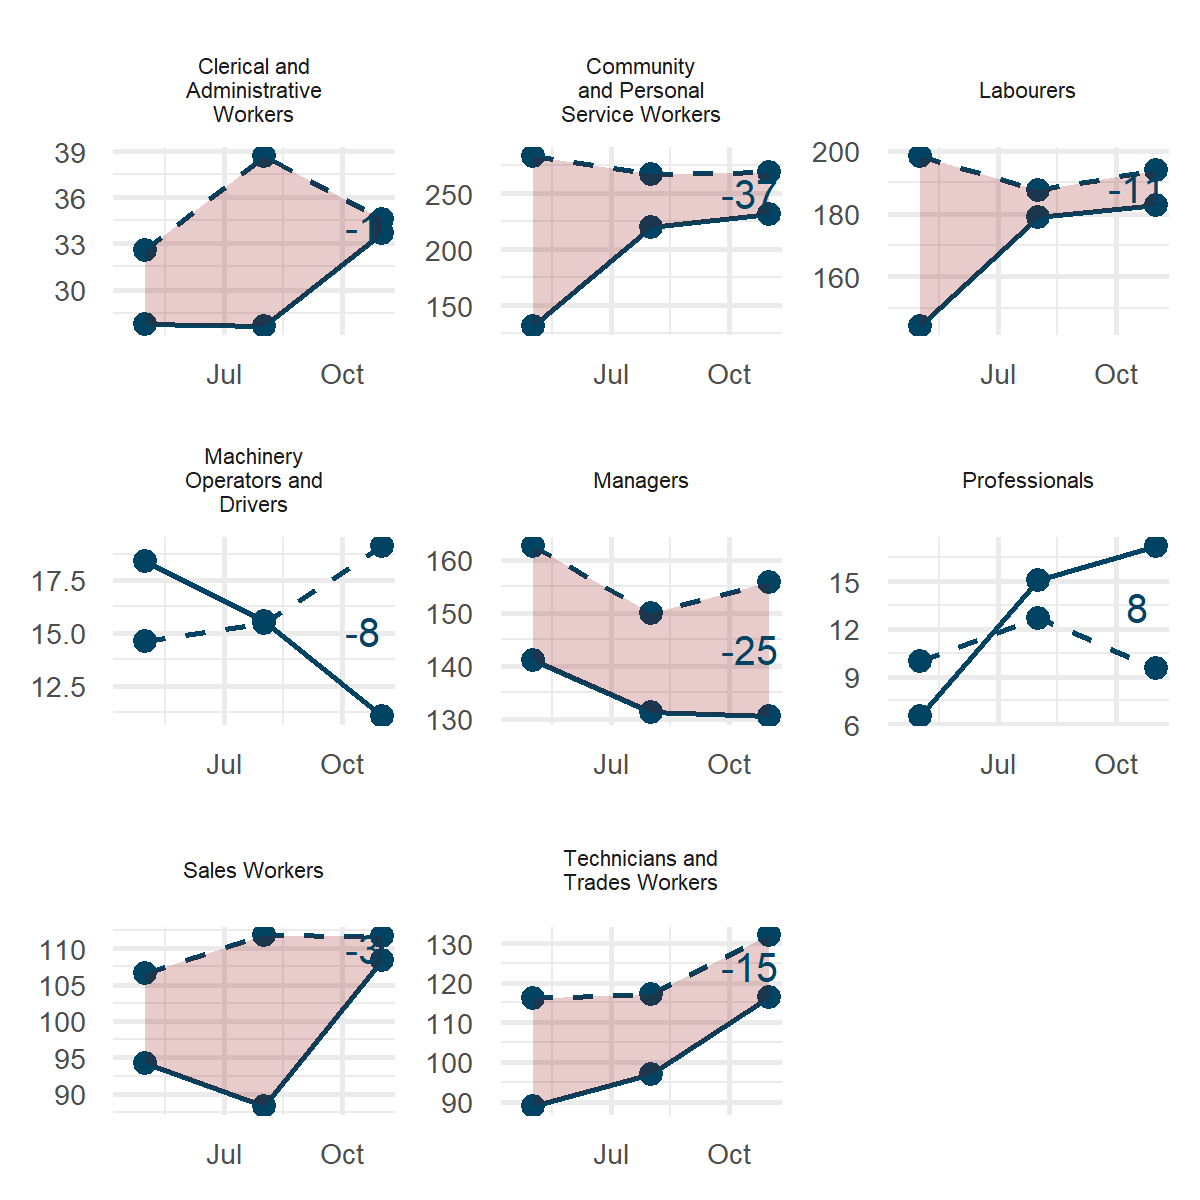 Clerical and
Administrative
Workers
Community
and Personal
Service Workers
Labourers
39
36
33
30
-1
Jul
Oct
250
200
150
-37
Jul
Oct
200
180
160
-11
Jul
Oct
Machinery
Operators and
Drivers
Managers
Professionals
17.5
15.0
12.5
-8
Jul
Oct
160
150
140
130
-25
Jul
Oct
15
12
9
6
8
Jul
Oct
Sales Workers
Technicians and
Trades Workers
110
105
100
95
90
-3
Jul
Oct
130
120
110
100
90
-15
Jul
Oct